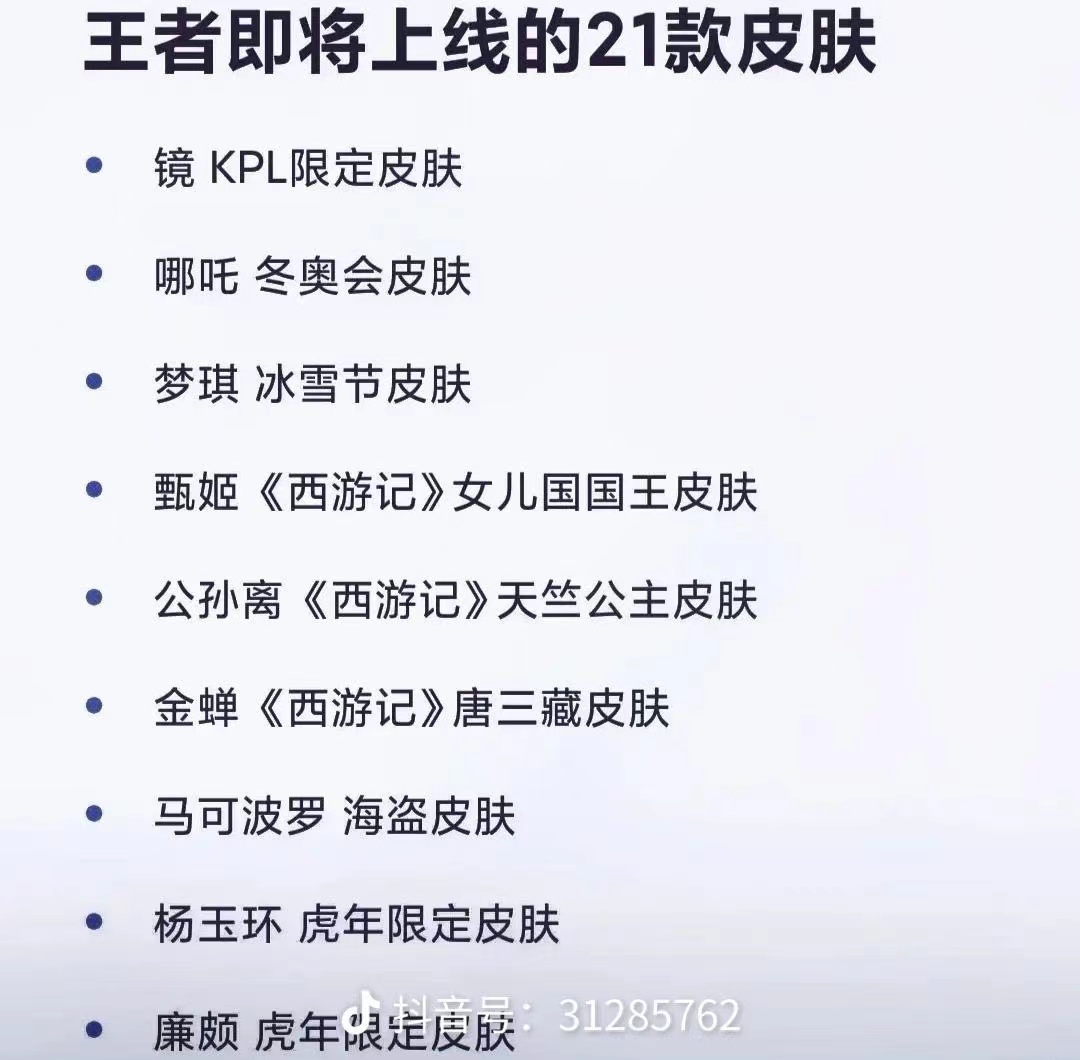 王者即将上线的21款皮肤
镜 KPL限定皮肤
哪吒 冬奥会皮肤
梦琪 冰雪节皮肤
甄姬《西游记》女儿国国王皮肤
公孙离《西游记》天竺公主皮肤
金蝉《西游记》唐三藏皮肤
马可波罗 海盗皮肤
杨玉环 虎年限定皮肤
廉颇 虎年限定皮肤
抖音号：31285762